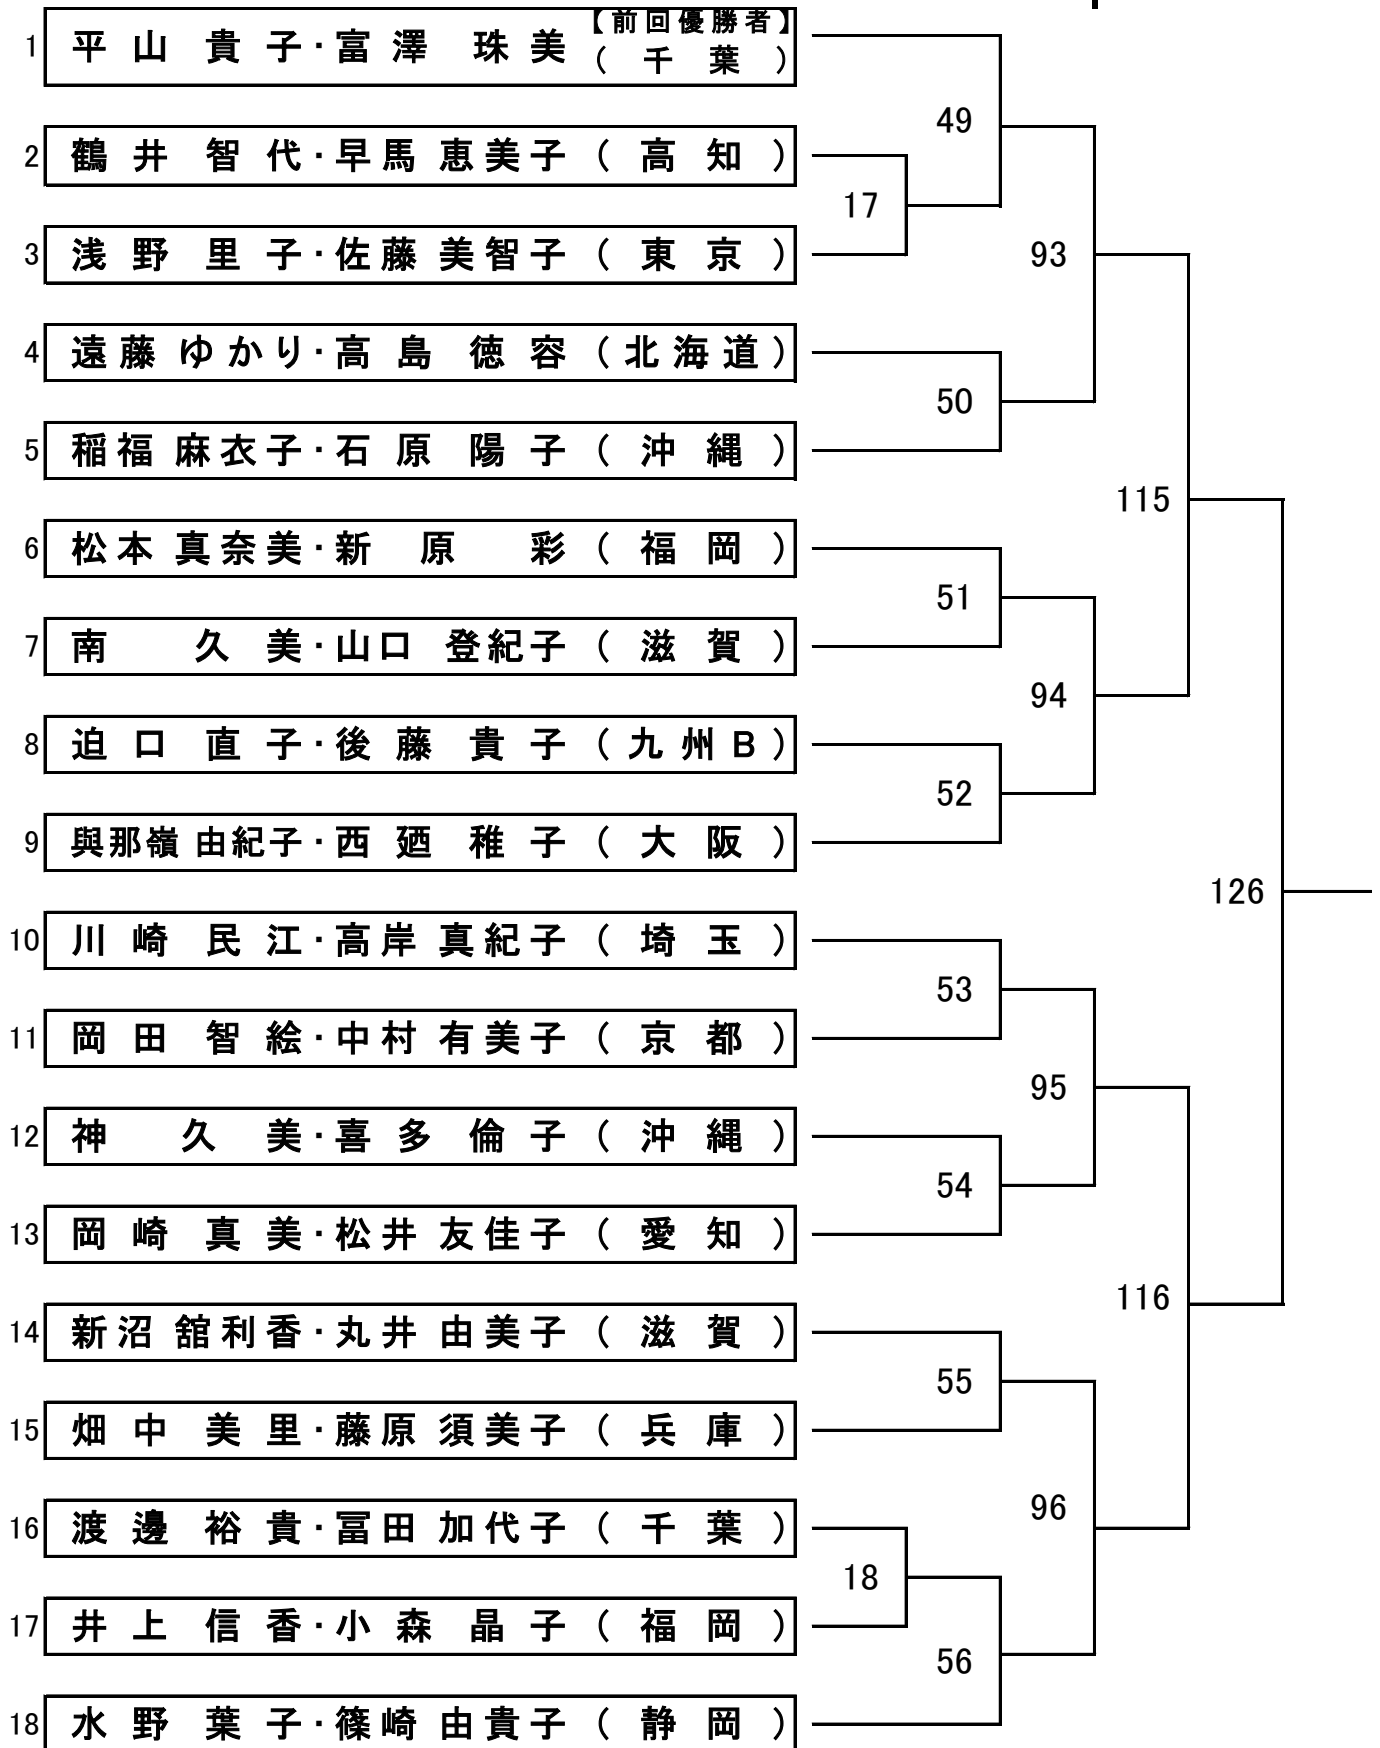 1 平山 貴子・富澤 珠美 【前回優勝者】
(千葉)
49
2 鶴井 智代・早馬 恵美子 (高知)
17
3 浅野 里子・佐藤 美智子 (東京)
93
4 遠藤 ゆかり・高島 徳容 (北海道)
50
5 稲福 麻衣子・石原 陽子 (沖縄)
115
6 松本 真奈美・新原 彩 (福岡)
51
7 南 久美・山口 登紀子 (滋賀)
94
8 迫口 直子・後藤 貴子 (九州B)
52
9 與那嶺 由紀子・西廼 稚子 (大阪)
126
10 川崎 民江・高岸 真紀子 (埼玉)
53
11 岡田 智絵・中村 有美子 (京都)
95
12 神 久美・喜多 倫子 (沖縄)
54
13 岡崎 真美・松井 友佳子 (愛知)
116
14 新沼 舘利香・丸井 由美子 (滋賀)
55
15 畑中 美里・藤原 須美子 (兵庫)
96
16 渡邊 裕貴・冨田 加代子 (千葉)
18
17 井上 信香・小森 晶子 (福岡)
56
18 水野 葉子・篠崎 由貴子 (静岡)